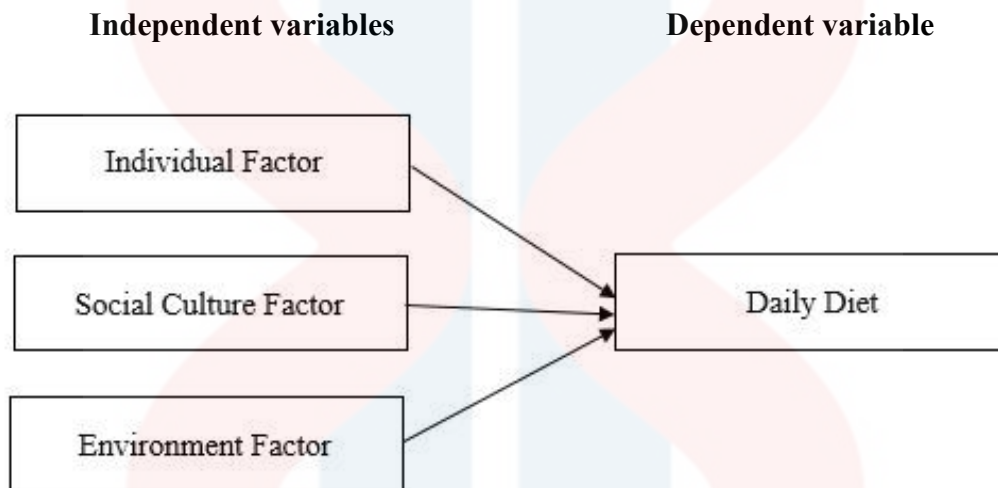 Independent variables
Dependent variable
Individual Factor
Social Culture Factor
Daily Diet
Environment Factor